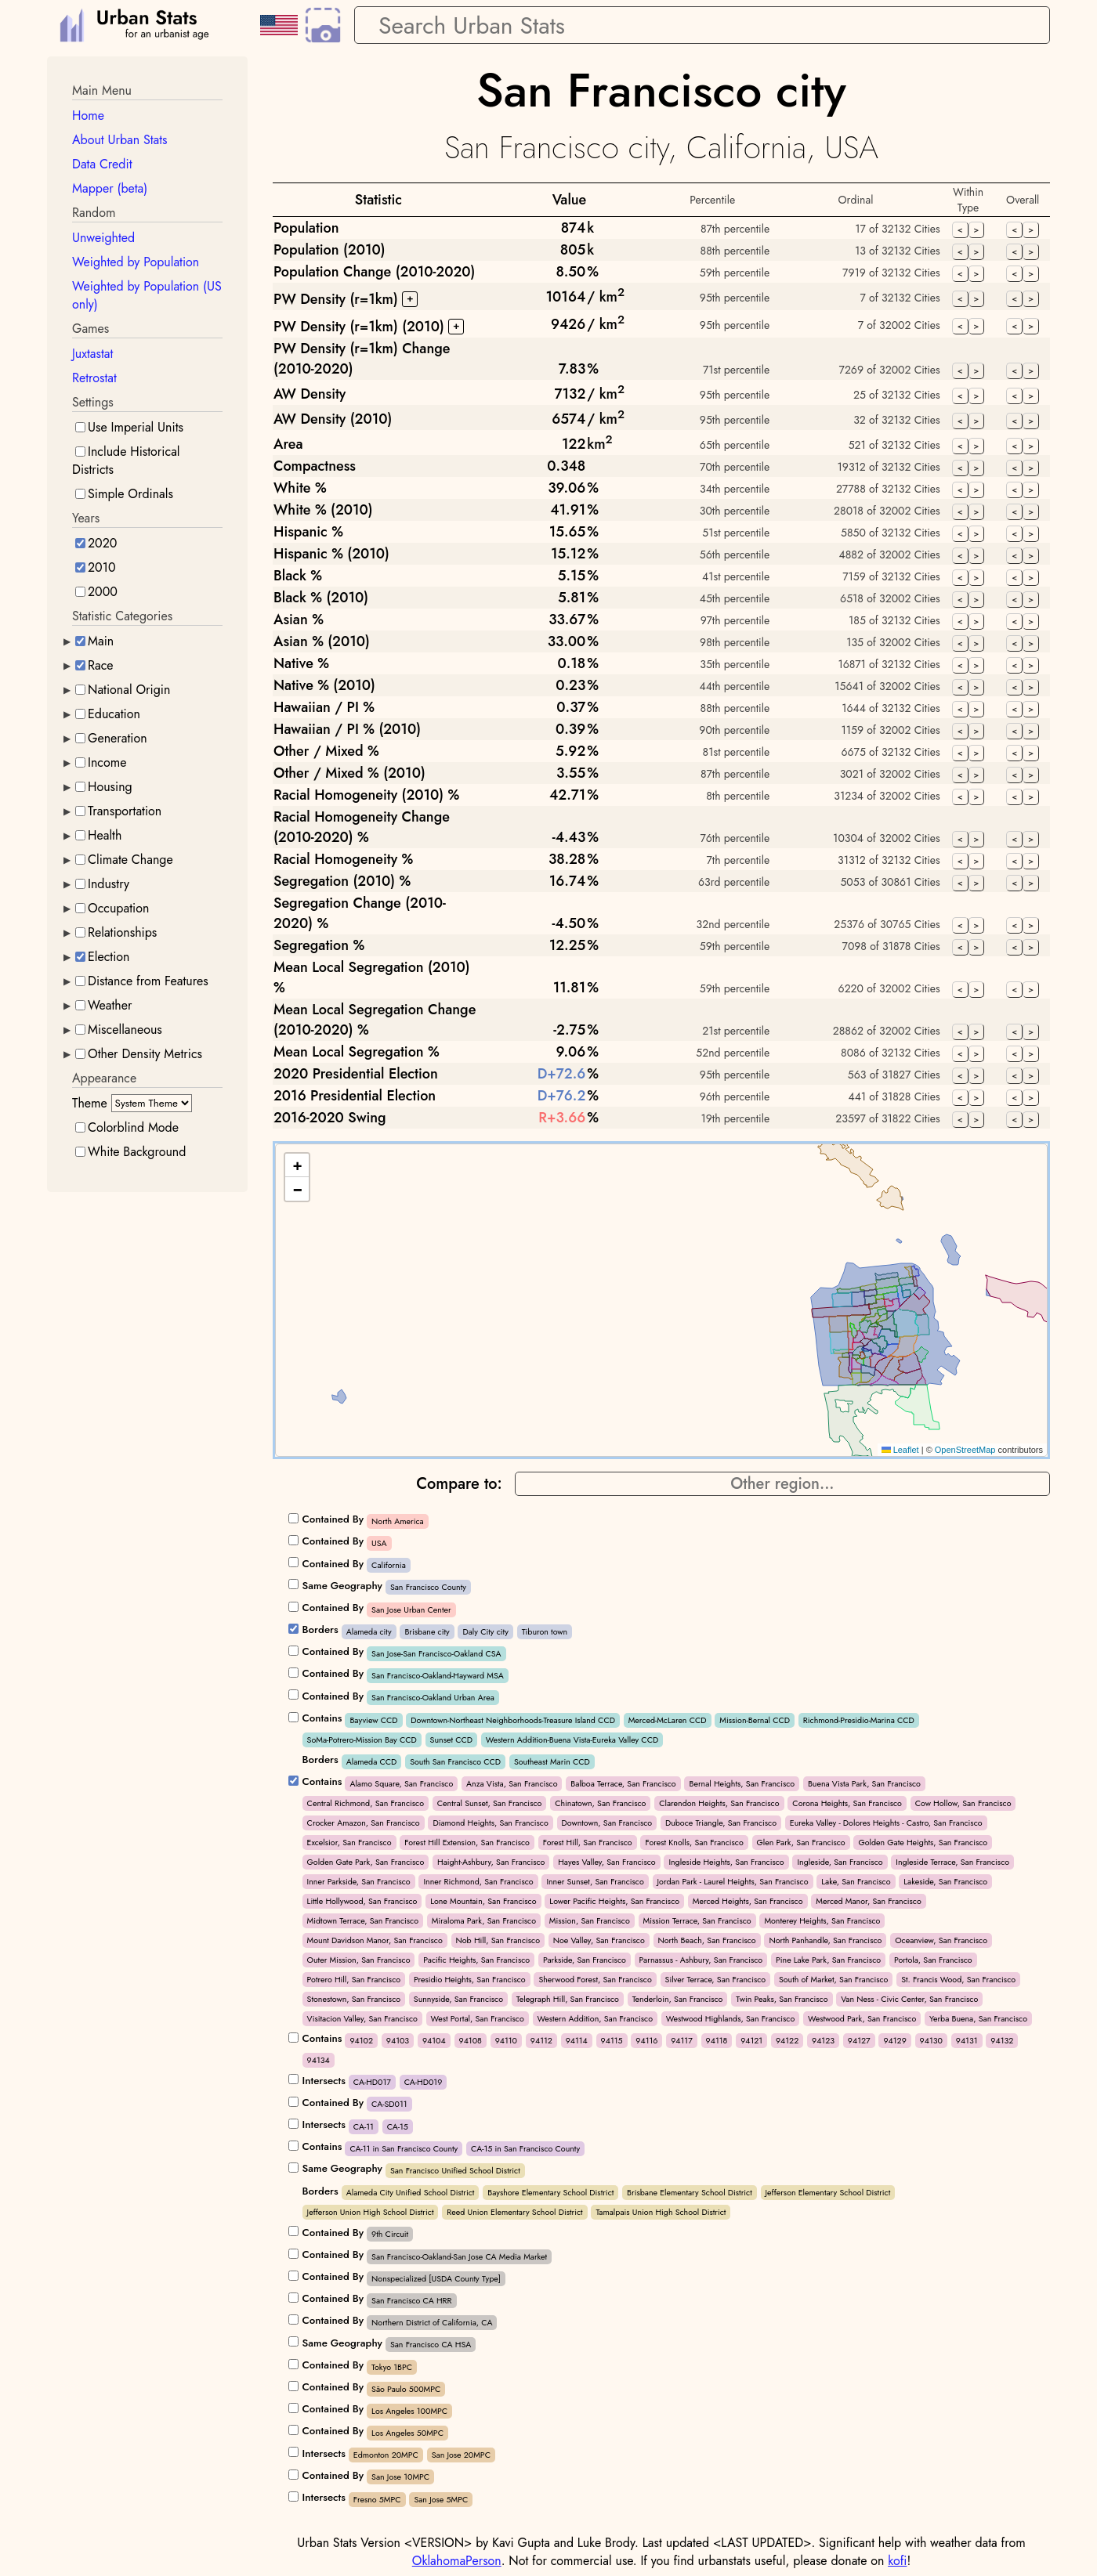 Urban Stats
for an urbanist age
Search Urban Stats
Main Menu
Home
About Urban Stats
Data Credit
Mapper (beta)
Random
Unweighted
Weighted by Population
Weighted by Population (US
only)
Games
Juxtastat
Retrostat
Settings
Use Imperial Units
Include Historical
Districts
Simple Ordinals
Years
2020
2010
2000
Statistic Categories
Main
Race
National Origin
Education
Generation
Income
Housing
Transportation
Health
Climate Change
Industry
Occupation
Relationships
Election
Distance from Features
Weather
Miscellaneous
Other Density Metrics
Appearance
Theme System Theme
Colorblind Mode
White Background
San Francisco city
San Francisco city, California, USA
Statistic Value Percentile Ordinal Within Type Overall
Population 874k 87th percentile 17 of 32132 Cities < > < >
Population (2010) 805k 88th percentile 13 of 32132 Cities < > < >
Population Change (2010-2020) 8.50% 59th percentile 7919 of 32132 Cities < > < >
PW Density (r=1km) + 10164 / km2 95th percentile 7 of 32132 Cities < > < >
PW Density (r=1km) (2010) + 9426 / km2 95th percentile 7 of 32002 Cities < > < >
PW Density (r=1km) Change
(2010-2020) 7.83% 71st percentile 7269 of 32002 Cities < > < >
AW Density 7132 / km2 95th percentile 25 of 32132 Cities < > < >
AW Density (2010) 6574 / km2 95th percentile 32 of 32132 Cities < > < >
Area 122 km2 65th percentile 521 of 32132 Cities < > < >
Compactness 0.348 70th percentile 19312 of 32132 Cities < > < >
White % 39.06% 34th percentile 27788 of 32132 Cities < > < >
White % (2010) 41.91% 30th percentile 28018 of 32002 Cities < > < >
Hispanic % 15.65% 51st percentile 5850 of 32132 Cities < > < >
Hispanic % (2010) 15.12% 56th percentile 4882 of 32002 Cities < > < >
Black % 5.15% 41st percentile 7159 of 32132 Cities < > < >
Black % (2010) 5.81% 45th percentile 6518 of 32002 Cities < > < >
Asian % 33.67% 97th percentile 185 of 32132 Cities < > < >
Asian % (2010) 33.00% 98th percentile 135 of 32002 Cities < > < >
Native % 0.18% 35th percentile 16871 of 32132 Cities < > < >
Native % (2010) 0.23% 44th percentile 15641 of 32002 Cities < > < >
Hawaiian / PI % 0.37% 88th percentile 1644 of 32132 Cities < > < >
Hawaiian / PI % (2010) 0.39% 90th percentile 1159 of 32002 Cities < > < >
Other / Mixed % 5.92% 81st percentile 6675 of 32132 Cities < > < >
Other / Mixed % (2010) 3.55% 87th percentile 3021 of 32002 Cities < > < >
Racial Homogeneity (2010) % 42.71% 8th percentile 31234 of 32002 Cities < > < >
Racial Homogeneity Change
(2010-2020) % -4.43% 76th percentile 10304 of 32002 Cities < > < >
Racial Homogeneity % 38.28% 7th percentile 31312 of 32132 Cities < > < >
Segregation (2010) % 16.74% 63rd percentile 5053 of 30861 Cities < > < >
Segregation Change (2010-
2020) % -4.50% 32nd percentile 25376 of 30765 Cities < > < >
Segregation % 12.25% 59th percentile 7098 of 31878 Cities < > < >
Mean Local Segregation (2010)
% 11.81% 59th percentile 6220 of 32002 Cities < > < >
Mean Local Segregation Change
(2010-2020) % -2.75% 21st percentile 28862 of 32002 Cities < > < >
Mean Local Segregation % 9.06% 52nd percentile 8086 of 32132 Cities < > < >
2020 Presidential Election D+72.6% 95th percentile 563 of 31827 Cities < > < >
2016 Presidential Election D+76.2% 96th percentile 441 of 31828 Cities < > < >
2016-2020 Swing R+3.66% 19th percentile 23597 of 31822 Cities < > < >
+
−
Leaflet | © OpenStreetMap contributors
Compare to: Other region...
Contained By North America
Contained By USA
Contained By California
Same Geography San Francisco County
Contained By San Jose Urban Center
Borders Alameda city Brisbane city Daly City city Tiburon town
Contained By San Jose-San Francisco-Oakland CSA
Contained By San Francisco-Oakland-Hayward MSA
Contained By San Francisco-Oakland Urban Area
Contains Bayview CCD Downtown-Northeast Neighborhoods-Treasure Island CCD Merced-McLaren CCD Mission-Bernal CCD Richmond-Presidio-Marina CCD
SoMa-Potrero-Mission Bay CCD Sunset CCD Western Addition-Buena Vista-Eureka Valley CCD
Borders Alameda CCD South San Francisco CCD Southeast Marin CCD
Contains Alamo Square, San Francisco Anza Vista, San Francisco Balboa Terrace, San Francisco Bernal Heights, San Francisco Buena Vista Park, San Francisco
Central Richmond, San Francisco Central Sunset, San Francisco Chinatown, San Francisco Clarendon Heights, San Francisco Corona Heights, San Francisco Cow Hollow, San Francisco
Crocker Amazon, San Francisco Diamond Heights, San Francisco Downtown, San Francisco Duboce Triangle, San Francisco Eureka Valley - Dolores Heights - Castro, San Francisco
Excelsior, San Francisco Forest Hill Extension, San Francisco Forest Hill, San Francisco Forest Knolls, San Francisco Glen Park, San Francisco Golden Gate Heights, San Francisco
Golden Gate Park, San Francisco Haight-Ashbury, San Francisco Hayes Valley, San Francisco Ingleside Heights, San Francisco Ingleside, San Francisco Ingleside Terrace, San Francisco
Inner Parkside, San Francisco Inner Richmond, San Francisco Inner Sunset, San Francisco Jordan Park - Laurel Heights, San Francisco Lake, San Francisco Lakeside, San Francisco
Little Hollywood, San Francisco Lone Mountain, San Francisco Lower Pacific Heights, San Francisco Merced Heights, San Francisco Merced Manor, San Francisco
Midtown Terrace, San Francisco Miraloma Park, San Francisco Mission, San Francisco Mission Terrace, San Francisco Monterey Heights, San Francisco
Mount Davidson Manor, San Francisco Nob Hill, San Francisco Noe Valley, San Francisco North Beach, San Francisco North Panhandle, San Francisco Oceanview, San Francisco
Outer Mission, San Francisco Pacific Heights, San Francisco Parkside, San Francisco Parnassus - Ashbury, San Francisco Pine Lake Park, San Francisco Portola, San Francisco
Potrero Hill, San Francisco Presidio Heights, San Francisco Sherwood Forest, San Francisco Silver Terrace, San Francisco South of Market, San Francisco St. Francis Wood, San Francisco
Stonestown, San Francisco Sunnyside, San Francisco Telegraph Hill, San Francisco Tenderloin, San Francisco Twin Peaks, San Francisco Van Ness - Civic Center, San Francisco
Visitacion Valley, San Francisco West Portal, San Francisco Western Addition, San Francisco Westwood Highlands, San Francisco Westwood Park, San Francisco Yerba Buena, San Francisco
Contains 94102 94103 94104 94108 94110 94112 94114 94115 94116 94117 94118 94121 94122 94123 94127 94129 94130 94131 94132
94134
Intersects CA-HD017 CA-HD019
Contained By CA-SD011
Intersects CA-11 CA-15
Contains CA-11 in San Francisco County CA-15 in San Francisco County
Same Geography San Francisco Unified School District
Borders Alameda City Unified School District Bayshore Elementary School District Brisbane Elementary School District Jefferson Elementary School District
Jefferson Union High School District Reed Union Elementary School District Tamalpais Union High School District
Contained By 9th Circuit
Contained By San Francisco-Oakland-San Jose CA Media Market
Contained By Nonspecialized [USDA County Type]
Contained By San Francisco CA HRR
Contained By Northern District of California, CA
Same Geography San Francisco CA HSA
Contained By Tokyo 1BPC
Contained By São Paulo 500MPC
Contained By Los Angeles 100MPC
Contained By Los Angeles 50MPC
Intersects Edmonton 20MPC San Jose 20MPC
Contained By San Jose 10MPC
Intersects Fresno 5MPC San Jose 5MPC
Urban Stats Version <VERSION> by Kavi Gupta and Luke Brody. Last updated <LAST UPDATED>. Significant help with weather data from
OklahomaPerson. Not for commercial use. If you find urbanstats useful, please donate on kofi!